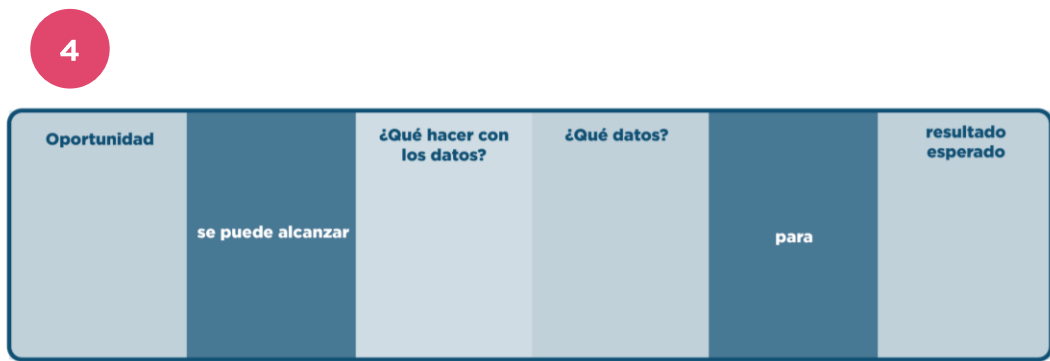 4
Oportunidad
se puede alcanzar
¿Qué hacer con
los datos?
¿Qué datos?
para
resultado
esperado